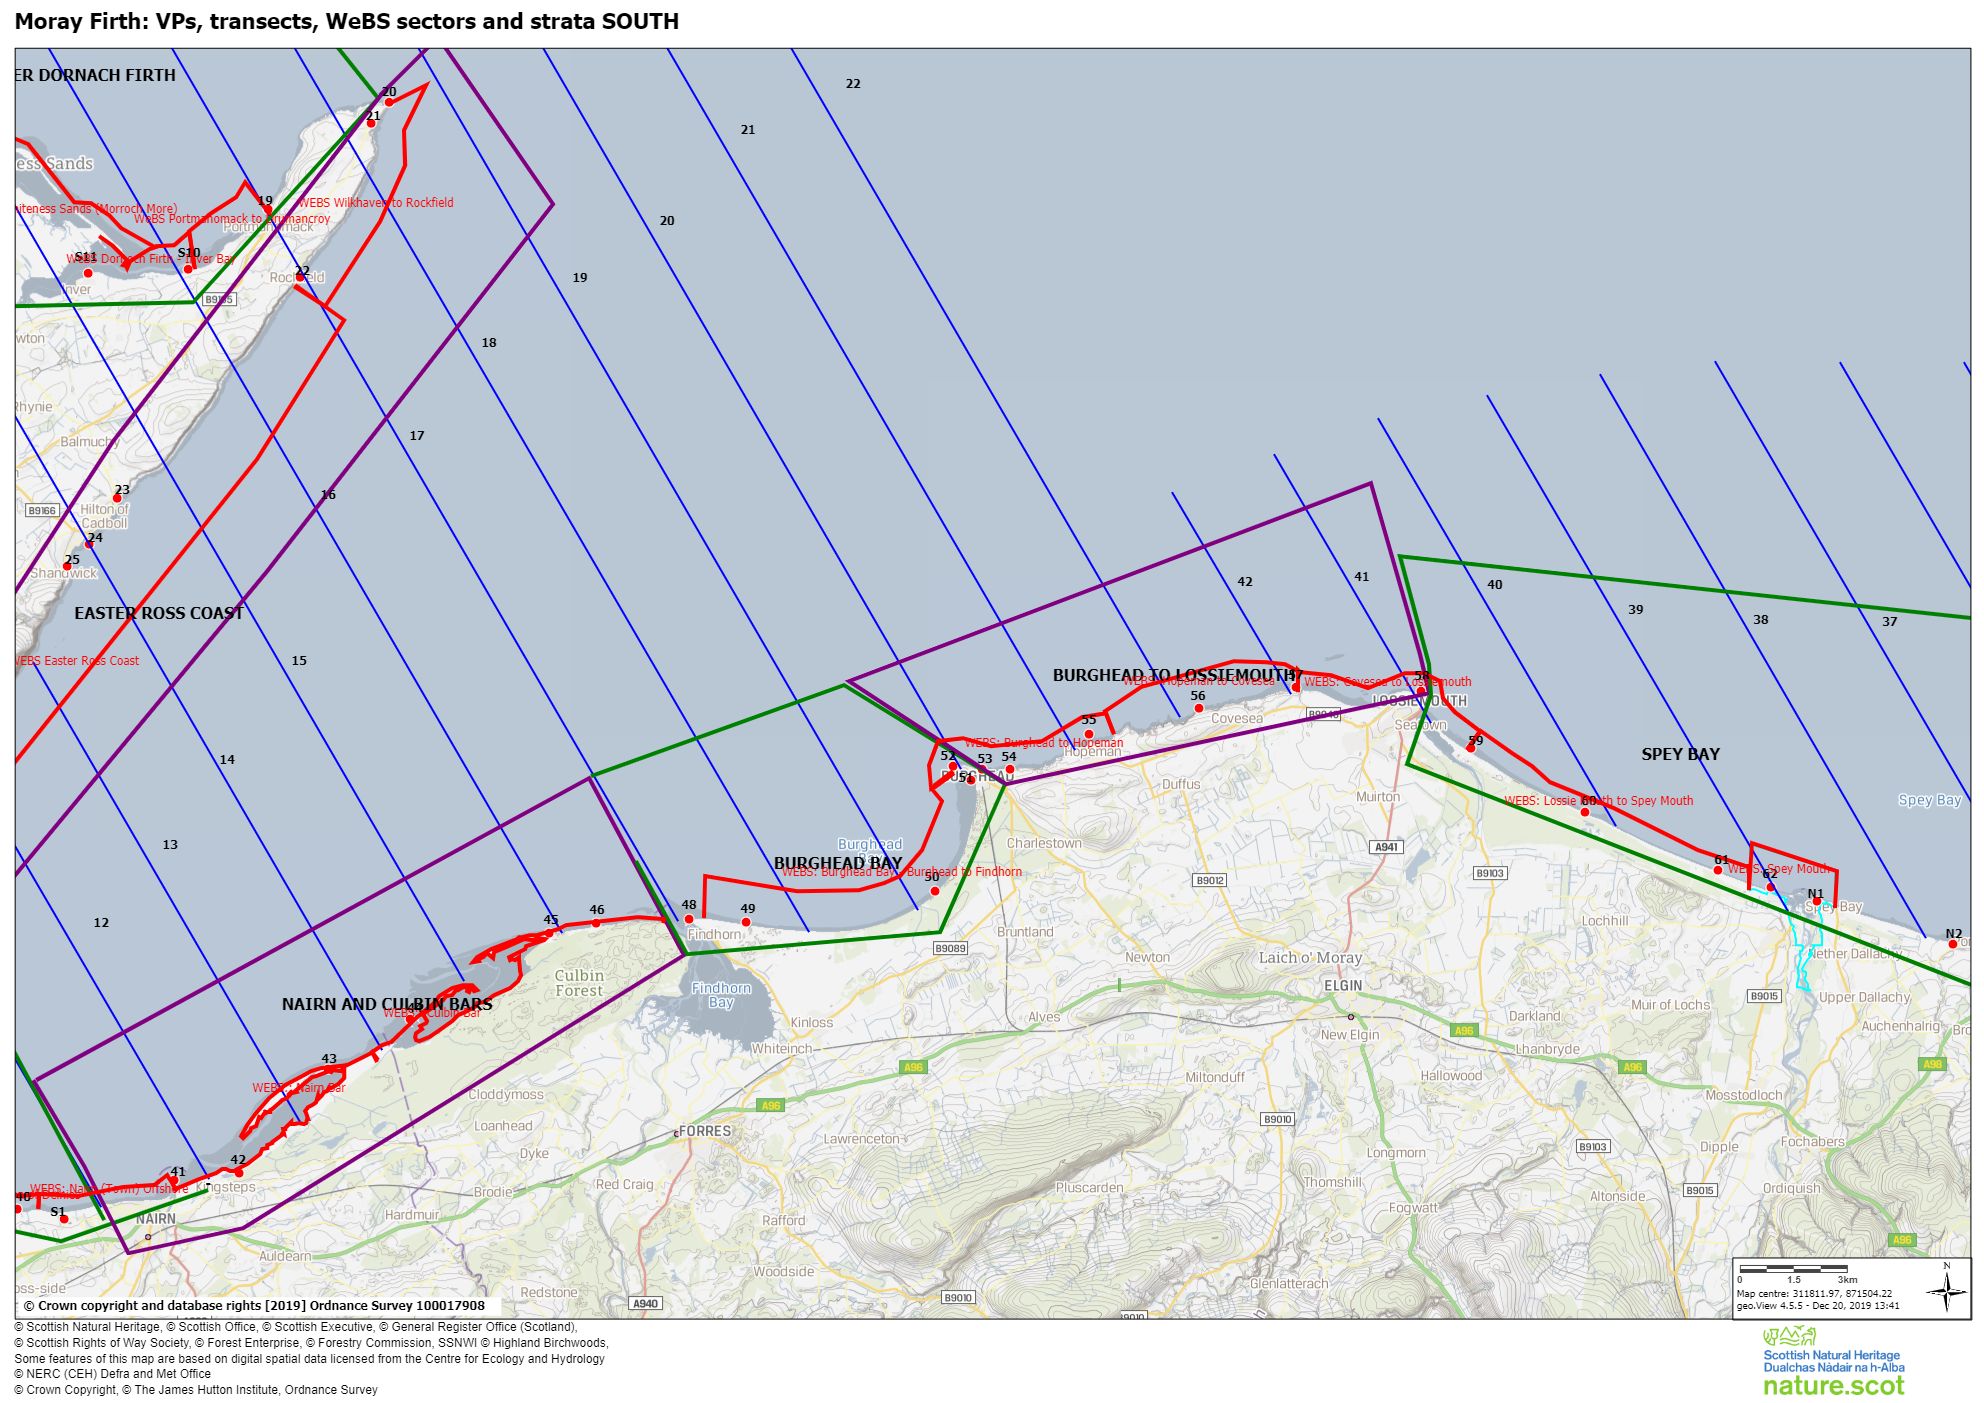 Moray Firth: VPs, transects, WeBS sectors and strata SOUTH
ER DORNACH FIRTH
20
22
21
21
ess Sands
19
WEBS Wilkhaven to Rockfield
iteness Sands (Morroch More)
WeBS Portmahomack to
20
S11
S10
WeBS Dornach Firth - Inver Bay
Inver
22
19
B9165
wton
18
Rhynie
Balmuchy
17
23
16
Hilton of
Cadboll
B9166
24
25
Shandwick
42
41
40
39
38
37
EASTER ROSS COAST
15
WEBS Easter Ross Coast
BURGHEAD TO LOSSIEMOUTH
57
58
WEBS: Hopeman to Covesea
WEBS: Covesea to Lossiemouth
56
LOSSIEMOUTH
Covesea
B9040
55
Seatown
59
WEBS: Burghead to Hopeman
Hopeman
SPEY BAY
14
52
53
54
51
BURGHEAD
Duffus
Muirton
60
WEBS: Lossie Mouth to Spey Mouth
Spey Bay
13
Burghead
Bay
Charlestown
A941
BURGHEAD BAY
WEBS: Burghead Bay - Burghead to Findhorn
50
B9012
B9103
61
WEBS: Spey Mouth
62
N1
Spey Bay
12
45
46
48
49
Findhorn
B9089
Bruntland
Lochhill
N2
Newton
Laich o' Moray
Nether Dallachy
Culbin
Forest
Findhorn
Bay
ELGIN
B9015
Upper Dallachy
NAIRN AND CULBIN BARS
Kinloss
Alves
Darkland
Muir of Lochs
Auchenhalrig
New Elgin
A96
Whiteinch
Lhanbryde
43
A96
A96
A98
WEBS: Nairn Bar
Cloddymoss
Miltonduff
Hallowood
Mosstodloch
A96
B9010
Loanhead
FORRES
Lawrenceton
B9103
Dipple
Fochabers
Dyke
Longmorn
42
41
WEBS: Nairn (Town) Offshore
Kingsteps
Brodie
Red Craig
Pluscarden
Thomshill
B9015
Ordiquish
40
Altonside
S1
NAIRN
Hardmuir
Rafford
Fogwatt
A96
Auldearn
Woodside
Glenlatterach
oss-side
Redstone
A940
B9010
B9010
N
0 1.5 3km
Map centre: 311811.97, 871504.22
geo.View 4.5.5 - Dec 20, 2019 13:41
© Crown copyright and database rights [2019] Ordnance Survey 100017908
© Scottish Natural Heritage, © Scottish Office, © Scottish Executive, © General Register Office (Scotland),
© Scottish Rights of Way Society, © Forest Enterprise, © Forestry Commission, SSNWI © Highland Birchwoods,
Some features of this map are based on digital spatial data licensed from the Centre for Ecology and Hydrology
© NERC (CEH) Defra and Met Office
© Crown Copyright, © The James Hutton Institute, Ordnance Survey
Scottish Natural Heritage
Dualchas Nàdair na h-Alba
nature.scot